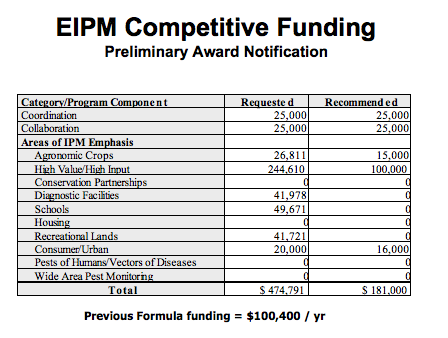 EIPM Competitive Funding
Preliminary Award Notification
Category/Program Component Requested Recommended
Coordination 25,000 25,000
Collaboration 25,000 25,000
Areas of IPM Emphasis
Agronomic Crops 26,811 15,000
High Value/High Input 244,610 100,000
Conservation Partnerships 0 0
Diagnostic Facilities 41,978 0
Schools 49,671 0
Housing 0 0
Recreational Lands 41,721 0
Consumer/Urban 20,000 16,000
Pests of Humans/Vectors of Diseases 0 0
Wide Area Pest Monitoring 0 0
Total $ 474,791 $ 181,000
Previous Formula funding = $100,400 / yr